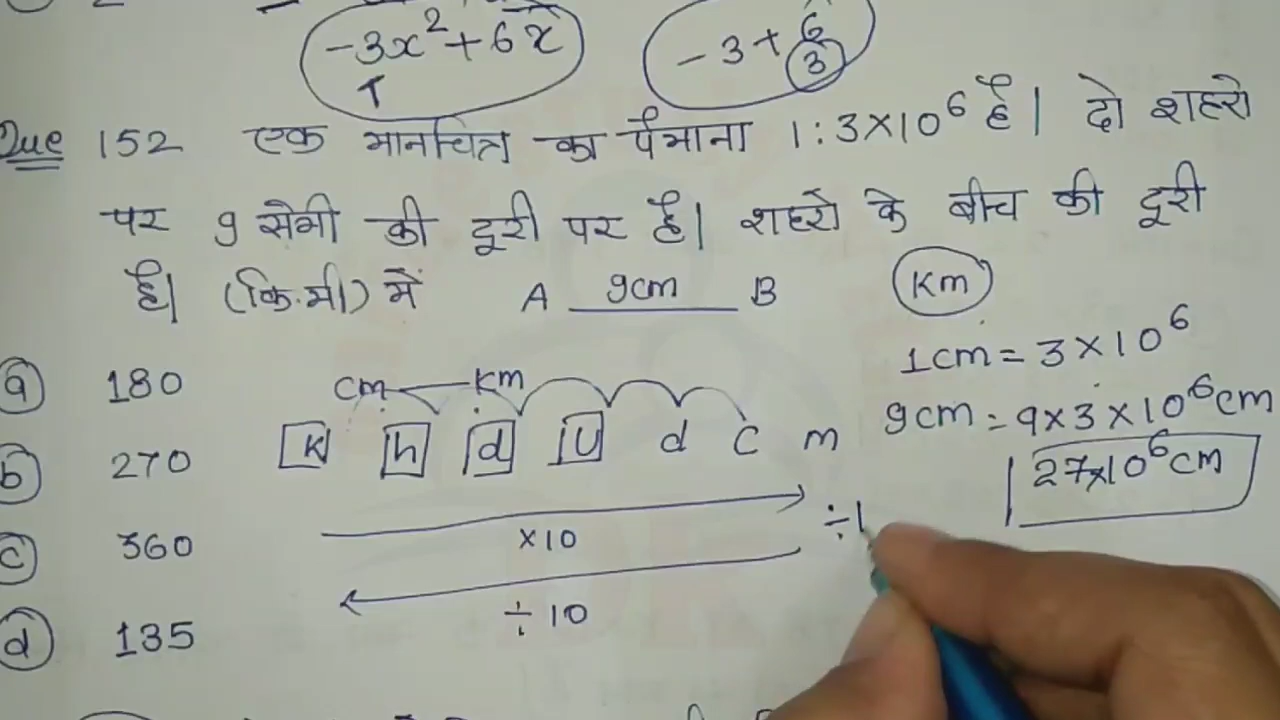 -3x²+6x
-3+6/3
Que 152 एक मानचित्र का पैमाना 1:3×10⁶ है। दो शहरो
पर 9 सेमी की दूरी पर है। शहरो के बीच की दूरी
है। (कि.मी) में A 9cm B Km
1cm = 3×10⁶
9cm = 9×3×10⁶cm
27×10⁶cm
a 180
b 270
c 360
d 135
cm km
k h d U d c m
×10
÷10
÷1